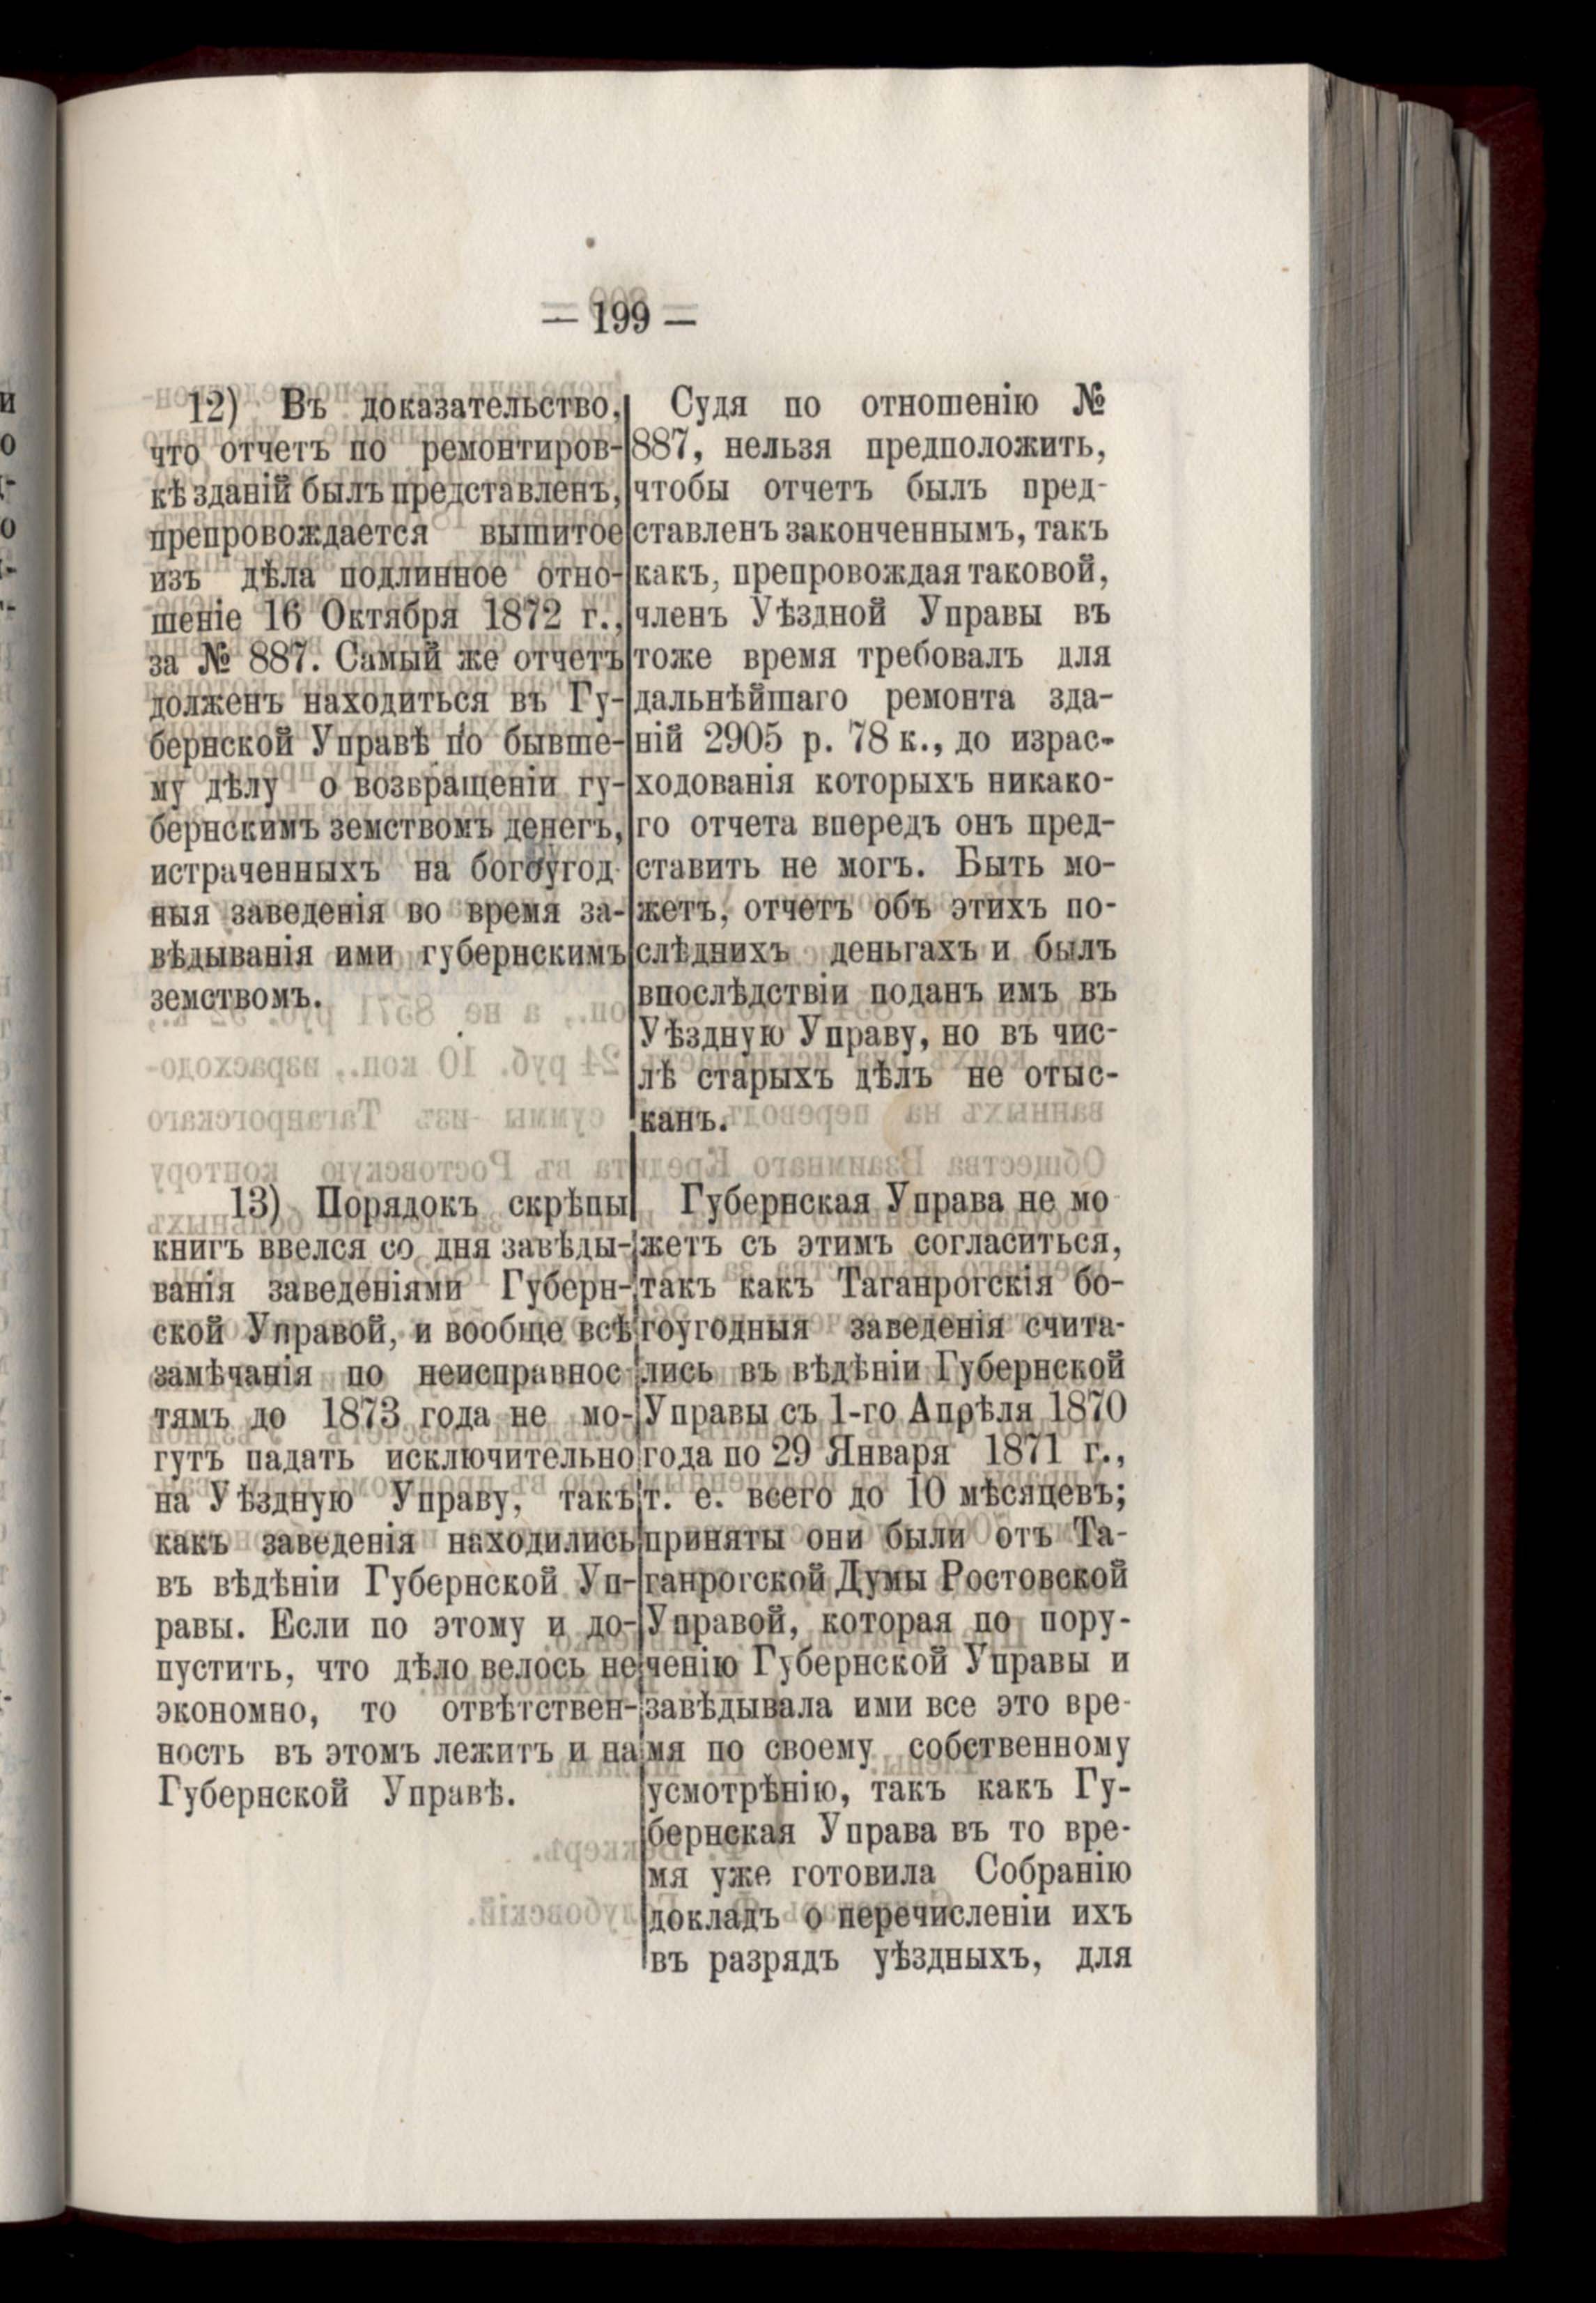 — 199 —
12) Въ доказательство,
что отчетъ по ремонтиров-
кѣ зданій былъ представленъ,
препровождается вышитое
изъ дѣла подлинное отно-
шеніе 16 Октября 1872 г.,
за № 887. Самый же отчетъ
долженъ находиться въ Гу-
бернской Управѣ по бывше-
му дѣлу о возвращеніи гу-
бернскимъ земствомъ денегъ,
истраченныхъ на богоугод-
ныя заведенія во время за-
вѣдыванія ими губернскимъ
земствомъ.
Судя по отношенію №
887, нельзя предположить,
чтобы отчетъ былъ пред-
ставленъ законченнымъ, такъ
какъ, препровождая таковой,
членъ Уѣздной Управы въ
тоже время требовалъ для
дальнѣйшаго ремонта зда-
ній 2905 р. 78 к., до израс-
ходованія которыхъ никако-
го отчета впередъ онъ пред-
ставить не могъ. Быть мо-
жетъ, отчетъ объ этихъ по-
слѣднихъ деньгахъ и былъ
впослѣдствіи поданъ имъ въ
Уѣздную Управу, но въ чис-
лѣ старыхъ дѣлъ не отыс-
канъ.
13) Порядокъ скрѣпы
книгъ ввелся со дня завѣды-
ванія заведеніями Губерн-
ской Управой, и вообще всѣ
замѣчанія по неисправнос-
тямъ до 1873 года не мо-
гутъ падать исключительно
на Уѣздную Управу, такъ
какъ заведенія находились
въ вѣдѣніи Губернской Уп-
равы. Если по этому и до-
пустить, что дѣло велось не
экономно, то отвѣтствен-
ность въ этомъ лежитъ и на
Губернской Управѣ.
Губернская Управа не мо
жетъ съ этимъ согласиться,
такъ какъ Таганрогскія бо-
гоугодныя заведенія счита-
лись въ вѣдѣніи Губернской
Управы съ 1-го Апрѣля 1870
года по 29 Января 1871 г.,
т. е. всего до 10 мѣсяцевъ;
приняты они были отъ Та-
ганрогской Думы Ростовской
Управой, которая по пору-
ченію Губернской Управы и
завѣдывала ими все это вре-
мя по своему собственному
усмотрѣнію, такъ какъ Гу-
бернская Управа въ то вре-
мя уже готовила Собранію
докладъ о перечисленіи ихъ
въ разрядъ уѣздныхъ, для